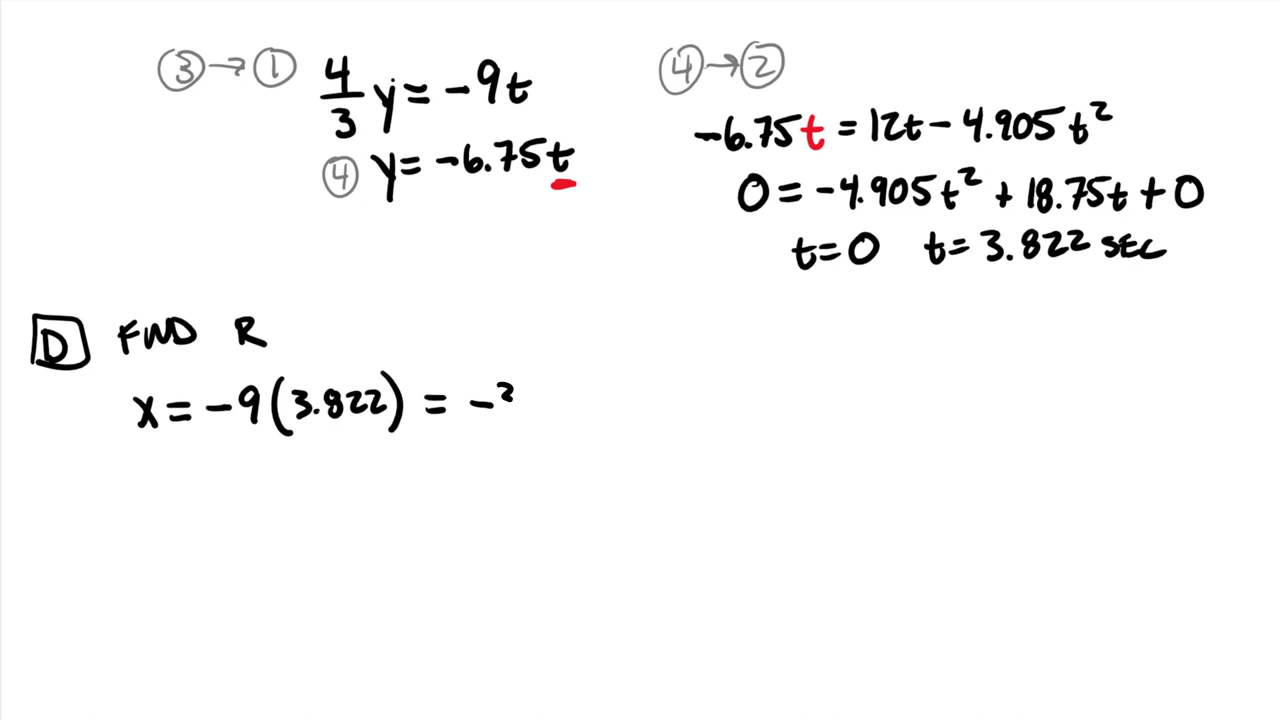 ③→①
4/3 y = -9t
④ y = -6.75t
④→②
-6.75t = 12t - 4.905t²
0 = -4.905t² + 18.75t + 0
t=0 t=3.822 SEC
D FIND R
x = -9(3.822) = -2